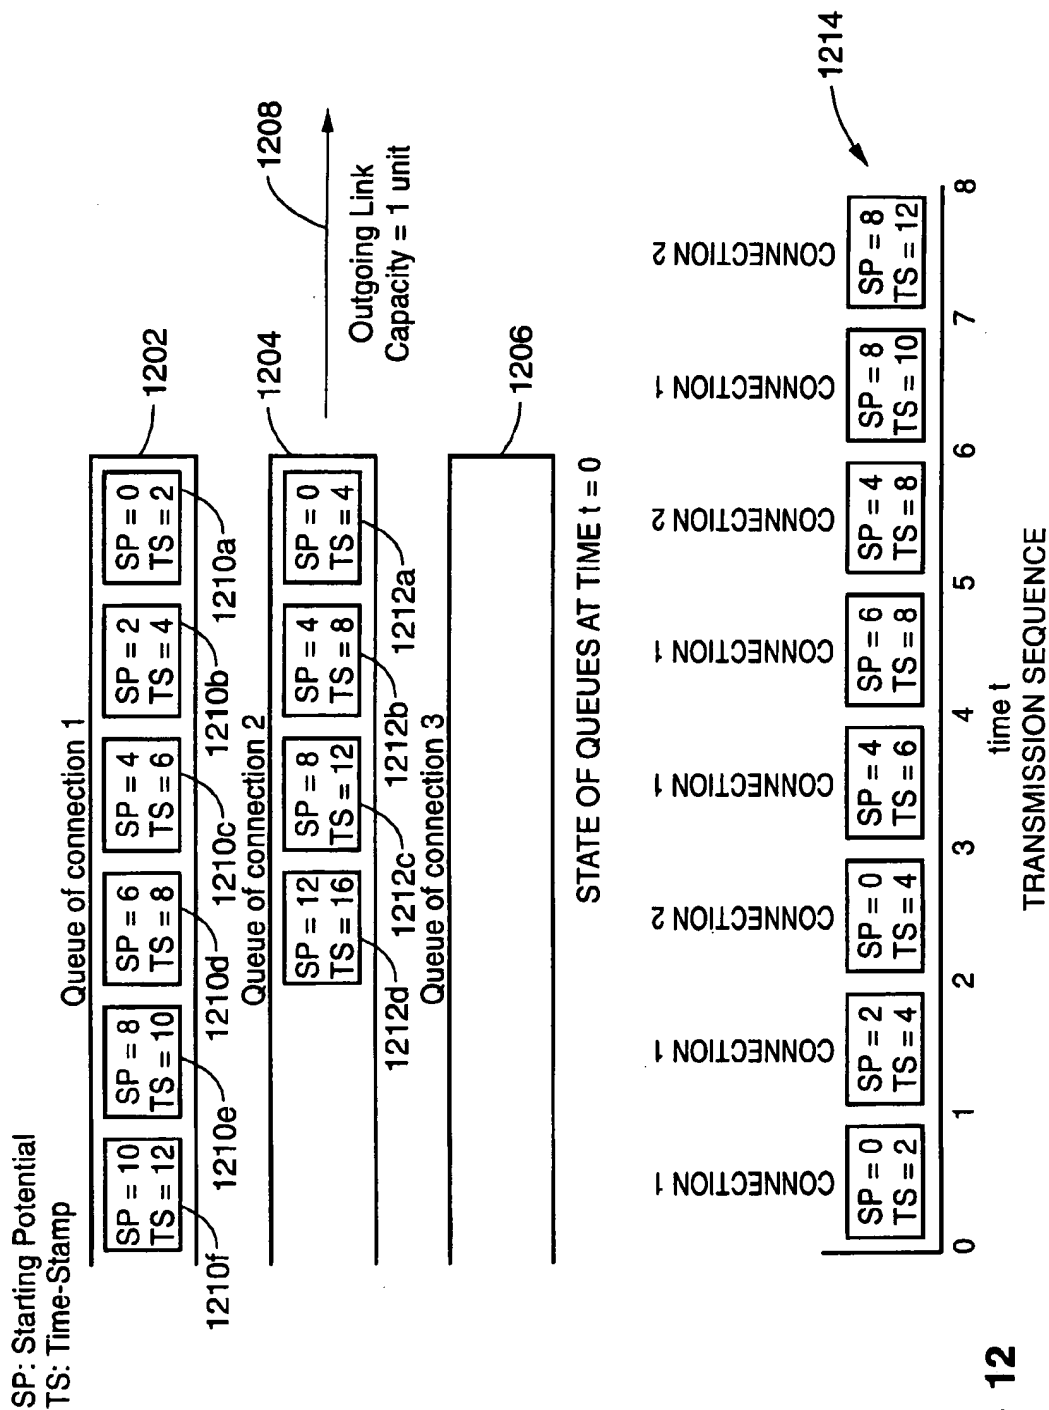 SP: Starting Potential
TS: Time-Stamp
Queue of connection 1
SP = 10
TS = 12
SP = 8
TS = 10
SP = 6
TS = 8
SP = 4
TS = 6
SP = 2
TS = 4
SP = 0
TS = 2
1202
1210f
1210e
1210d
1210c
1210b
1210a
Queue of connection 2
SP = 12
TS = 16
SP = 8
TS = 12
SP = 4
TS = 8
SP = 0
TS = 4
1204
1212d
1212c
1212b
1212a
1208
Outgoing Link
Capacity = 1 unit
Queue of connection 3
1206
STATE OF QUEUES AT TIME t = 0
CONNECTION 1
CONNECTION 1
CONNECTION 2
CONNECTION 1
CONNECTION 1
CONNECTION 2
CONNECTION 1
CONNECTION 2
1214
SP = 0
TS = 2
SP = 2
TS = 4
SP = 0
TS = 4
SP = 4
TS = 6
SP = 6
TS = 8
SP = 4
TS = 8
SP = 8
TS = 10
SP = 8
TS = 12
0 1 2 3 4 5 6 7 8
time t
TRANSMISSION SEQUENCE
12